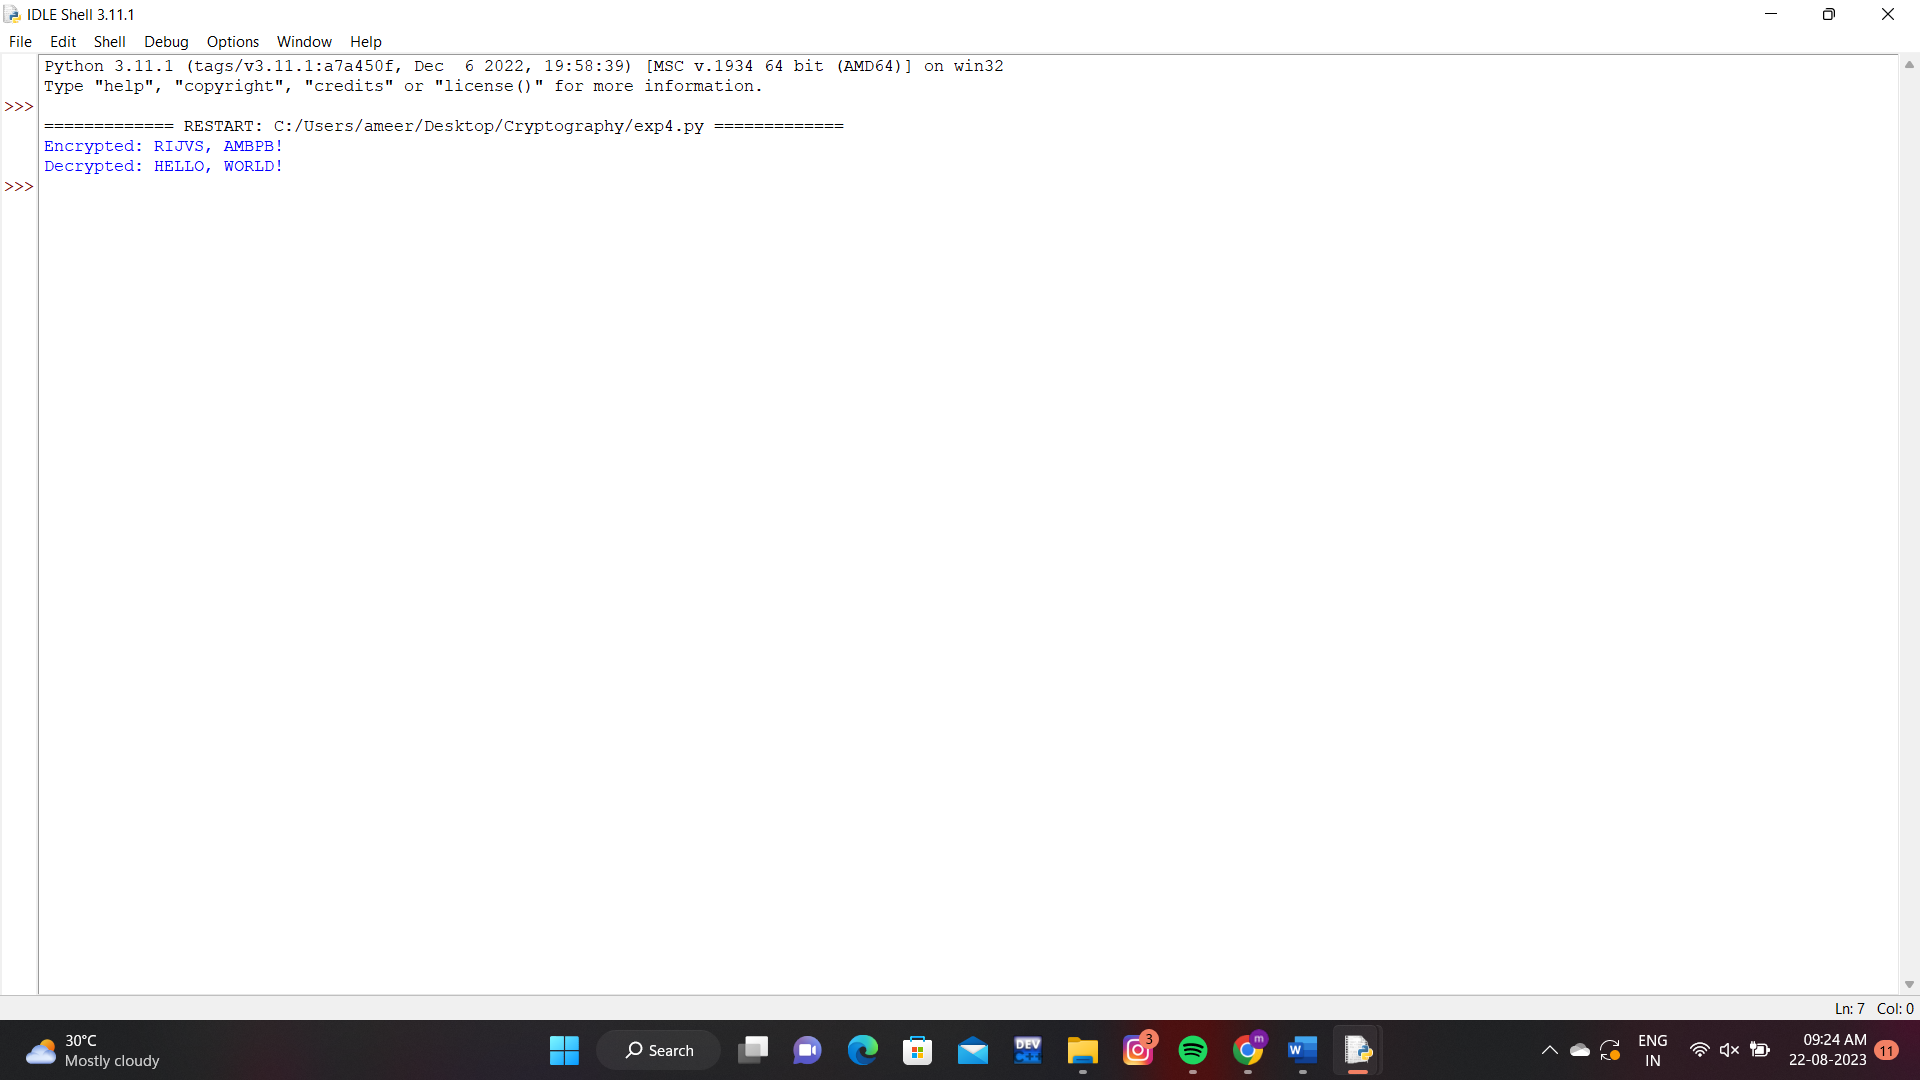 IDLE Shell 3.11.1
File Edit Shell Debug Options Window Help
Python 3.11.1 (tags/v3.11.1:a7a450f, Dec  6 2022, 19:58:39) [MSC v.1934 64 bit (AMD64)] on win32
Type "help", "copyright", "credits" or "license()" for more information.
>>>
============= RESTART: C:/Users/ameer/Desktop/Cryptography/exp4.py =============
Encrypted: RIJVS, AMBPB!
Decrypted: HELLO, WORLD!
>>>
Ln: 7 Col: 0
30°C
Mostly cloudy
Search
DEV
C++
3
m
W
ENG
IN
09:24 AM
22-08-2023
11